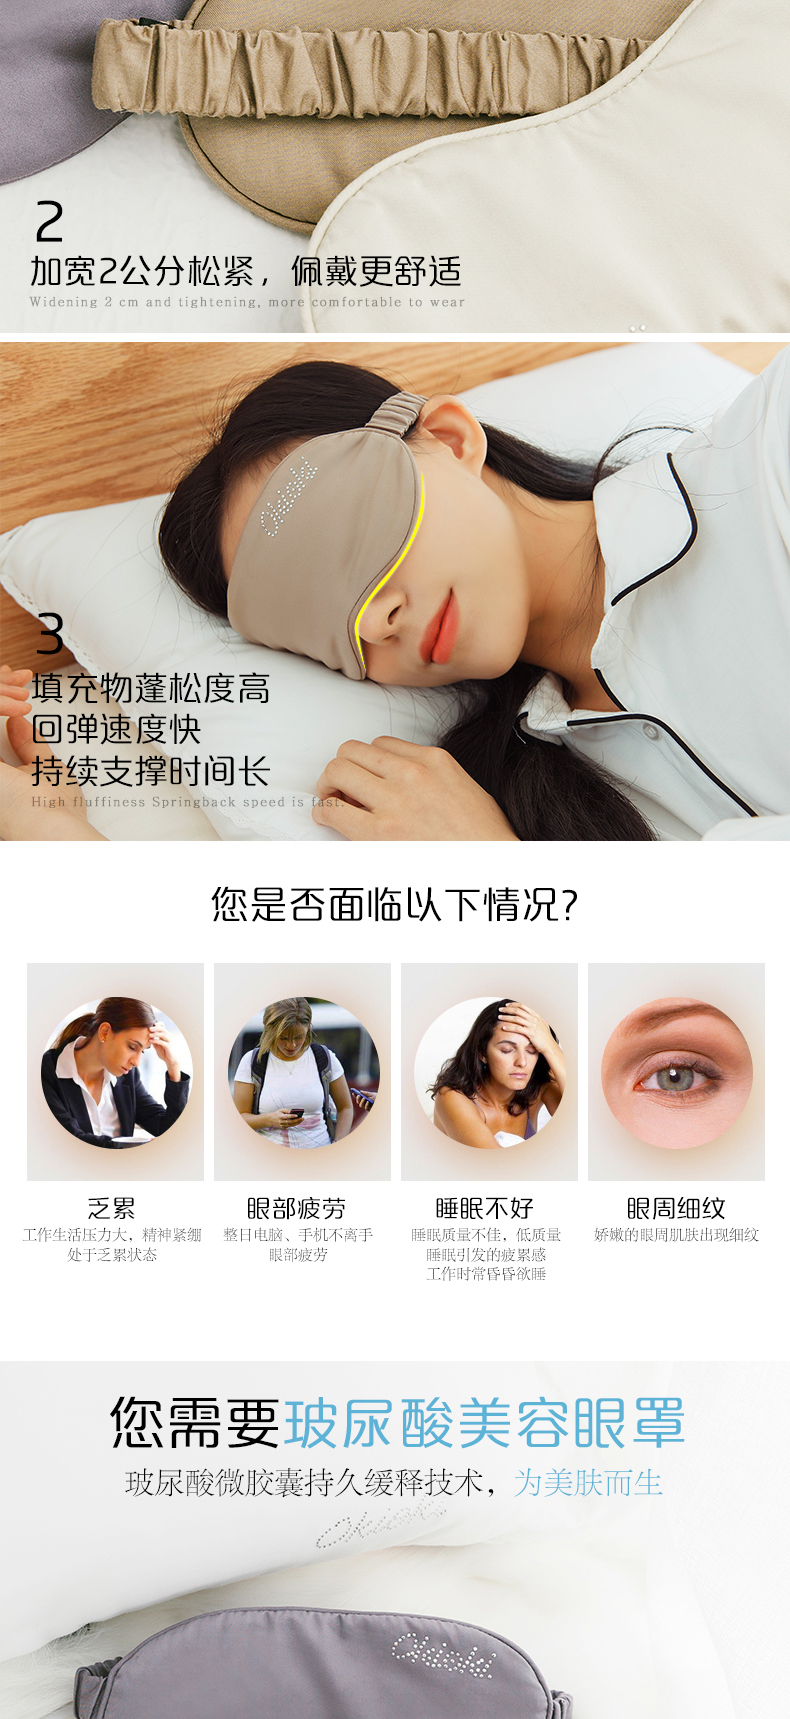 2
加宽2公分松紧，佩戴更舒适
Widening 2 cm and tightening, more comfortable to wear
3
填充物蓬松度高
回弹速度快
持续支撑时间长
High fluffiness Springback speed is fast.
您是否面临以下情况?
乏累
工作生活压力大，精神紧绷
处于乏累状态
眼部疲劳
整日电脑、手机不离手
眼部疲劳
睡眠不好
睡眠质量不佳，低质量
睡眠引发的疲累感
工作时常昏昏欲睡
眼周细纹
娇嫩的眼周肌肤出现细纹
您需要玻尿酸美容眼罩
玻尿酸微胶囊持久缓释技术，为美肤而生